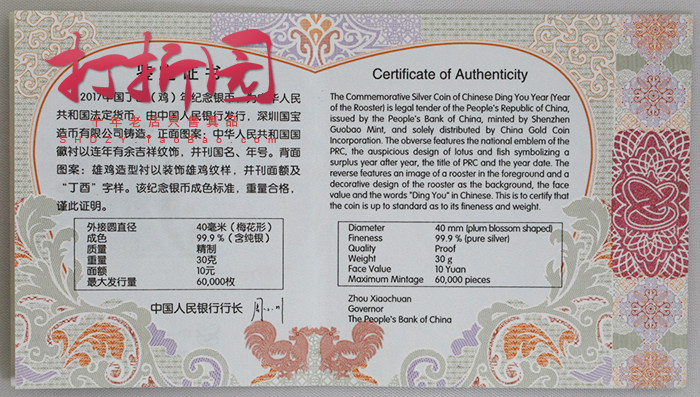 打折园
十年老店只售真品
SHDZY.taobao.com
鉴定证书
2017中国丁酉（鸡）年纪念银币，为中华人民
共和国法定货币，由中国人民银行发行，深圳国宝
造币有限公司铸造。正面图案：中华人民共和国国
徽衬以连年有余吉祥纹饰，并刊国名、年号。背面
图案：雄鸡造型衬以装饰雄鸡纹样，并刊面额及
“丁酉”字样。该纪念银币成色标准，重量合格，
谨此证明。
外接圆直径 40毫米（梅花形）
成色 99.9％（含纯银）
质量 精制
重量 30克
面额 10元
最大发行量 60,000枚
中国人民银行行长
Certificate of Authenticity
The Commemorative Silver Coin of Chinese Ding You Year (Year
of the Rooster) is legal tender of the People's Republic of China,
issued by the People's Bank of China, minted by Shenzhen
Guobao Mint, and solely distributed by China Gold Coin
Incorporation. The obverse features the national emblem of the
PRC, the auspicious design of lotus and fish symbolizing a
surplus year after year, the title of PRC and the year date. The
reverse features an image of a rooster in the foreground and a
decorative design of the rooster as the background, the face
value and the words "Ding You" in Chinese. This is to certify that
the coin is up to standard as to its fineness and weight.
Diameter 40 mm (plum blossom shaped)
Fineness 99.9 % (pure silver)
Quality Proof
Weight 30 g
Face Value 10 Yuan
Maximum Mintage 60,000 pieces
Zhou Xiaochuan
Governor
The People's Bank of China